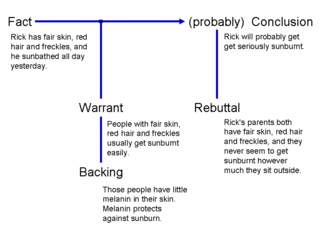 Fact
(probably) Conclusion
Rick has fair skin, red
hair and freckles, and
he sunbathed all day
yesterday.
Rick will probably get
get seriously sunburnt.
Warrant
People with fair skin,
red hair and freckles
usually get sunburnt
easily.
Backing
Those people have little
melanin in their skin.
Melanin protects
against sunburn.
Rebuttal
Rick's parents both
have fair skin, red hair
and freckles, and they
never seem to get
sunburnt however
much they sit outside.